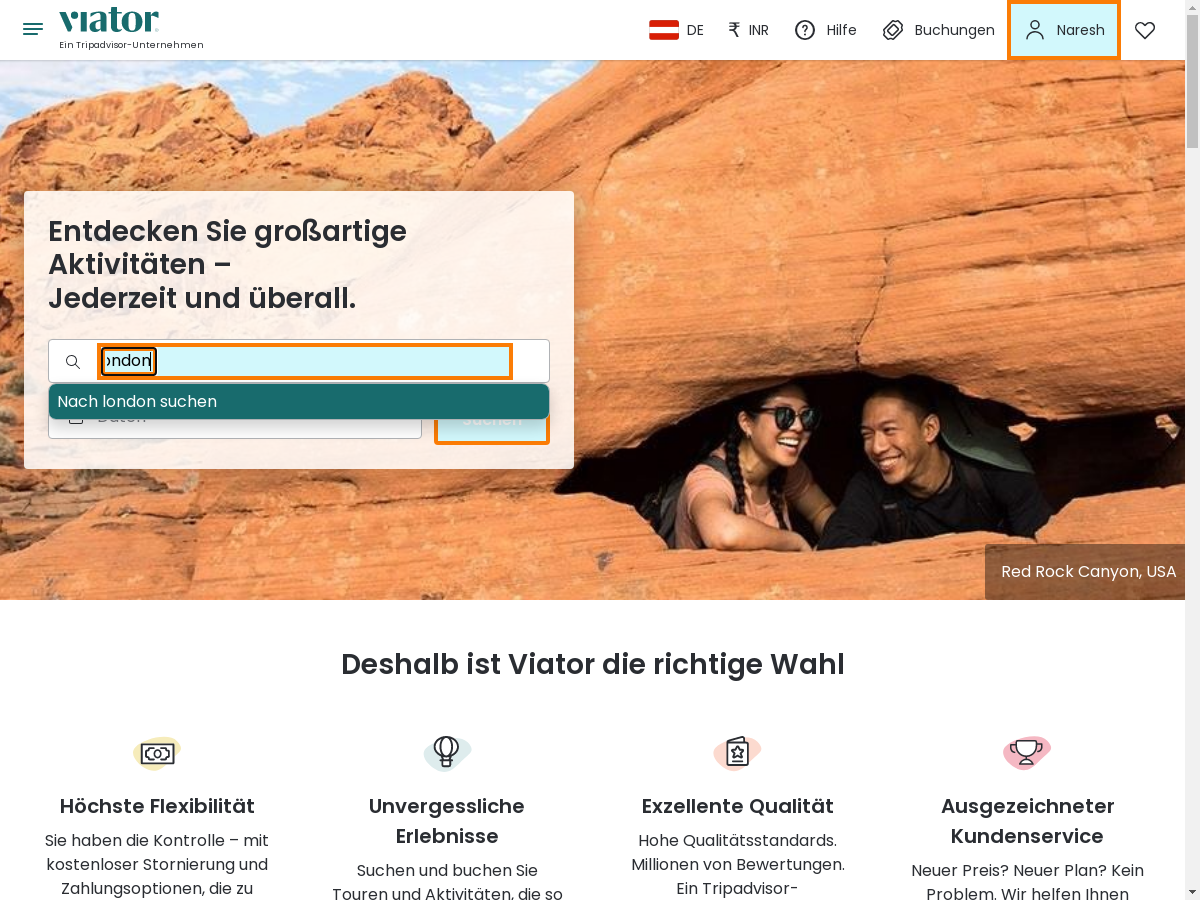 viator
Ein Tripadvisor-Unternehmen
DE
₹ INR
Hilfe
Buchungen
Naresh
Entdecken Sie großartige
Aktivitäten –
Jederzeit und überall.
ondon
Nach london suchen
Daten
Suchen
Red Rock Canyon, USA
Deshalb ist Viator die richtige Wahl
Höchste Flexibilität
Sie haben die Kontrolle – mit
kostenloser Stornierung und
Zahlungsoptionen, die zu
Unvergessliche
Erlebnisse
Suchen und buchen Sie
Touren und Aktivitäten, die so
Exzellente Qualität
Hohe Qualitätsstandards.
Millionen von Bewertungen.
Ein Tripadvisor-
Ausgezeichneter
Kundenservice
Neuer Preis? Neuer Plan? Kein
Problem. Wir helfen Ihnen